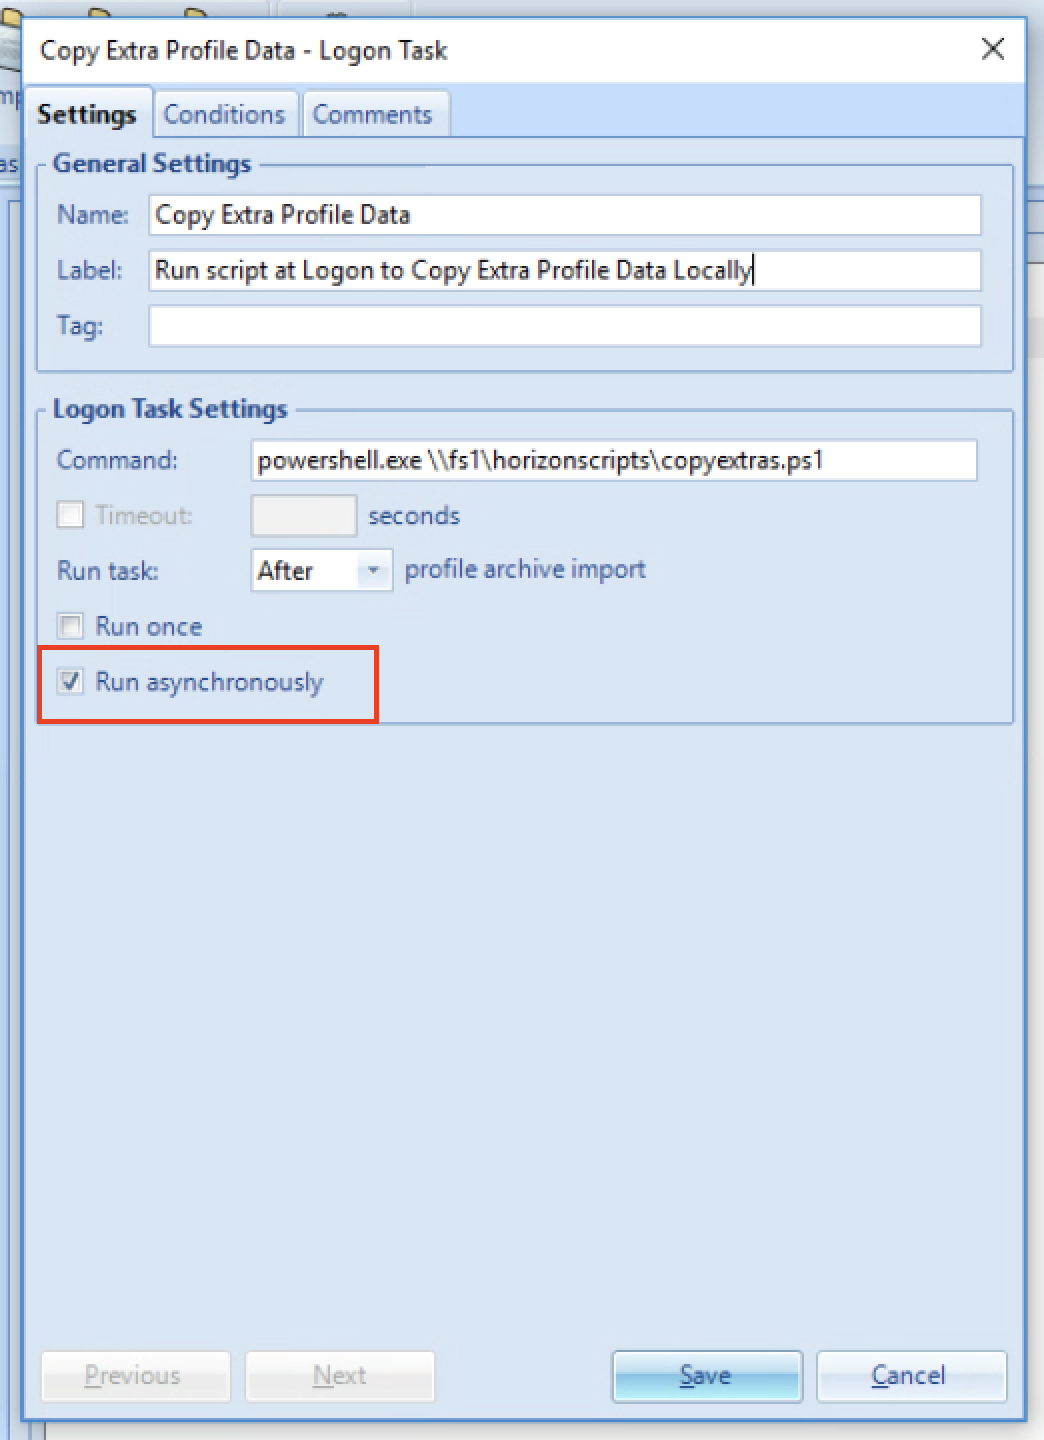 Copy Extra Profile Data - Logon Task
Settings Conditions Comments
General Settings
Name: Copy Extra Profile Data
Label: Run script at Logon to Copy Extra Profile Data Locally
Tag:
Logon Task Settings
Command: powershell.exe \\fs1\horizonscripts\copyextras.ps1
Timeout: seconds
Run task: After profile archive import
Run once
Run asynchronously
Previous Next Save Cancel